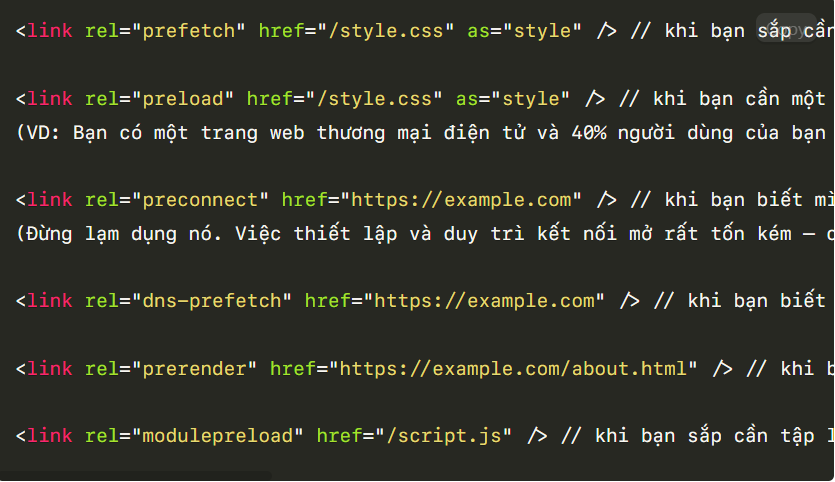 <link rel="prefetch" href="/style.css" as="style" /> // khi bạn sắp cần
<link rel="preload" href="/style.css" as="style" /> // khi bạn cần một
(VD: Bạn có một trang web thương mại điện tử và 40% người dùng của bạn
<link rel="preconnect" href="https://example.com" /> // khi bạn biết
(Đừng lạm dụng nó. Việc thiết lập và duy trì kết nối mở rất tốn kém –
<link rel="dns-prefetch" href="https://example.com" /> // khi bạn biết
<link rel="prerender" href="https://example.com/about.html" /> // khi
<link rel="modulepreload" href="/script.js" /> // khi bạn sắp cần tập